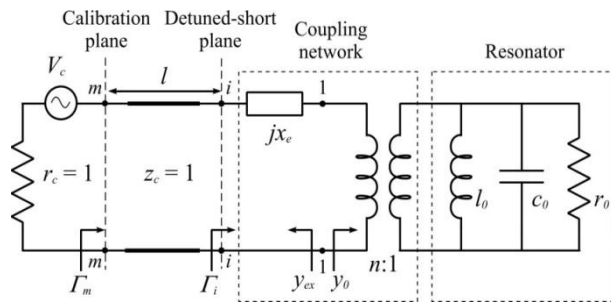 Calibration plane
Detuned-short plane
Coupling network
Resonator
V_c
m
l
i
1
jx_e
r_c = 1
z_c = 1
l_0
c_0
r_0
m
i
1
n:1
Γ_m
Γ_i
y_ex
y_0